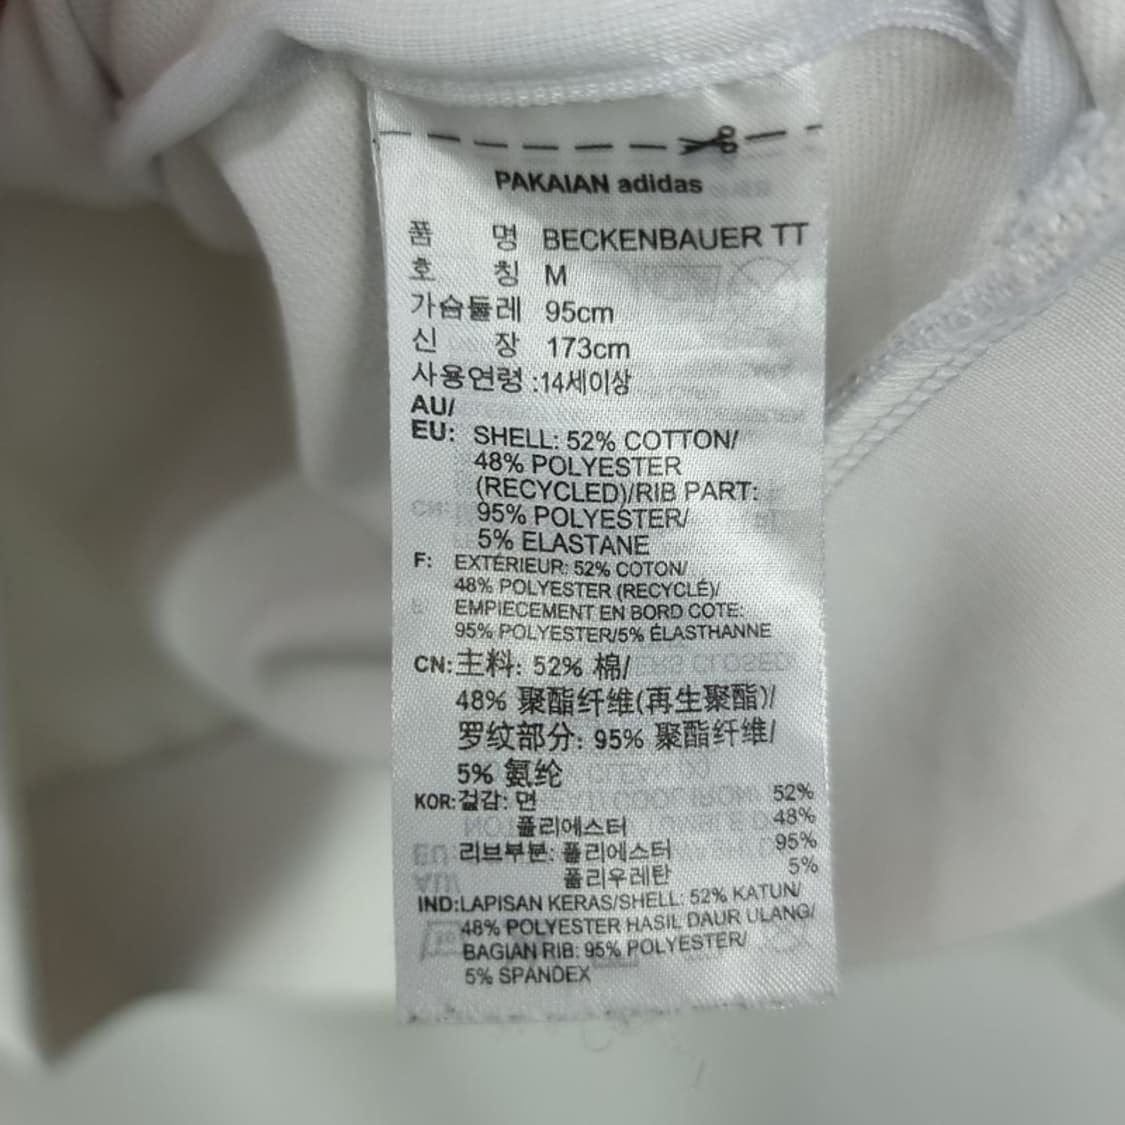 PAKAIAN adidas
품 명 BECKENBAUER TT
호 칭 M
가슴둘레 95cm
신 장 173cm
사용연령 :14세이상
AU/
EU: SHELL: 52% COTTON/
48% POLYESTER
(RECYCLED)/RIB PART:
95% POLYESTER/
5% ELASTANE
F: EXTÉRIEUR: 52% COTON/
48% POLYESTER (RECYCLÉ)/
EMPIECEMENT EN BORD COTE:
95% POLYESTER/5% ÉLASTHANNE
CN:主料: 52% 棉/
48% 聚酯纤维(再生聚酯)/
罗纹部分: 95% 聚酯纤维/
5% 氨纶
KOR:겉감: 면 52%
폴리에스터 48%
리브부분: 폴리에스터 95%
폴리우레탄 5%
IND:LAPISAN KERAS/SHELL: 52% KATUN/
48% POLYESTER HASIL DAUR ULANG/
BAGIAN RIB: 95% POLYESTER/
5% SPANDEX